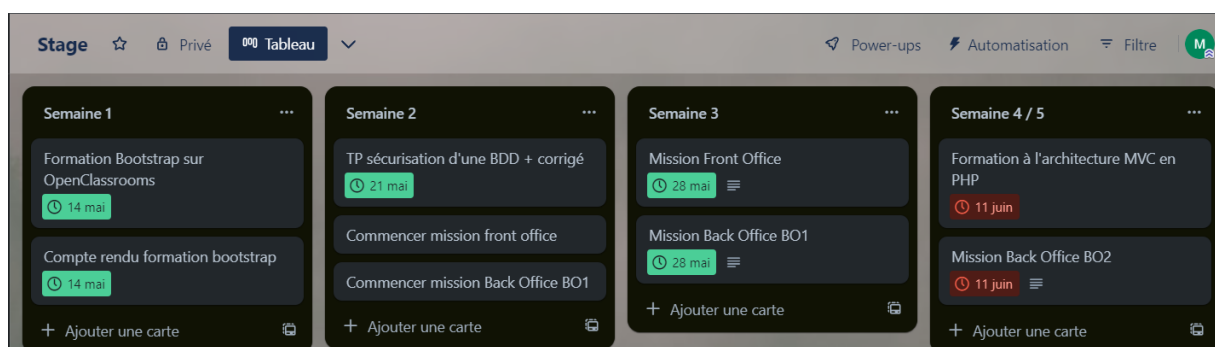 Stage Privé Tableau Power-ups Automatisation Filtre M
Semaine 1
Formation Bootstrap sur
OpenClassrooms
14 mai
Compte rendu formation bootstrap
14 mai
+ Ajouter une carte
Semaine 2
TP sécurisation d'une BDD + corrigé
21 mai
Commencer mission front office
Commencer mission Back Office BO1
+ Ajouter une carte
Semaine 3
Mission Front Office
28 mai
Mission Back Office BO1
28 mai
+ Ajouter une carte
Semaine 4 / 5
Formation à l'architecture MVC en
PHP
11 juin
Mission Back Office BO2
11 juin
+ Ajouter une carte